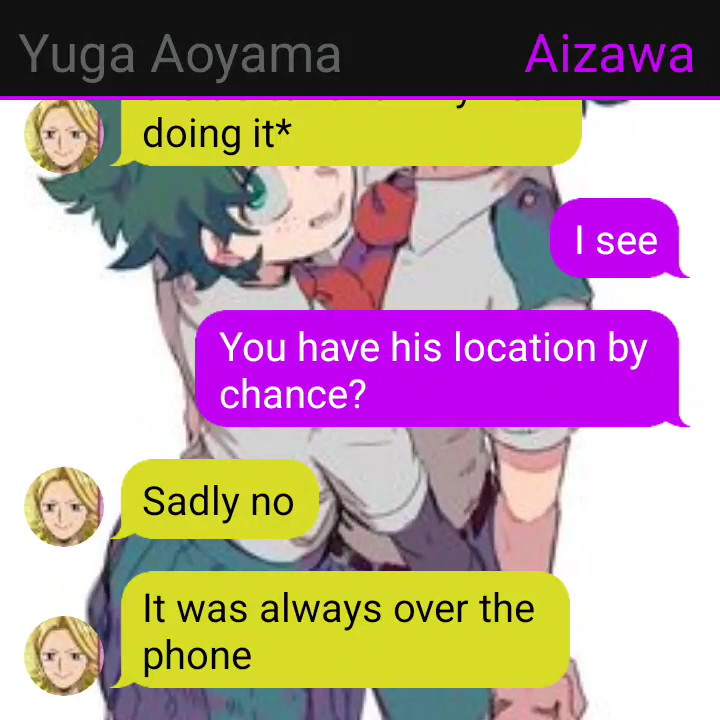 Yuga Aoyama
Aizawa
doing it*
I see
You have his location by
chance?
Sadly no
It was always over the
phone